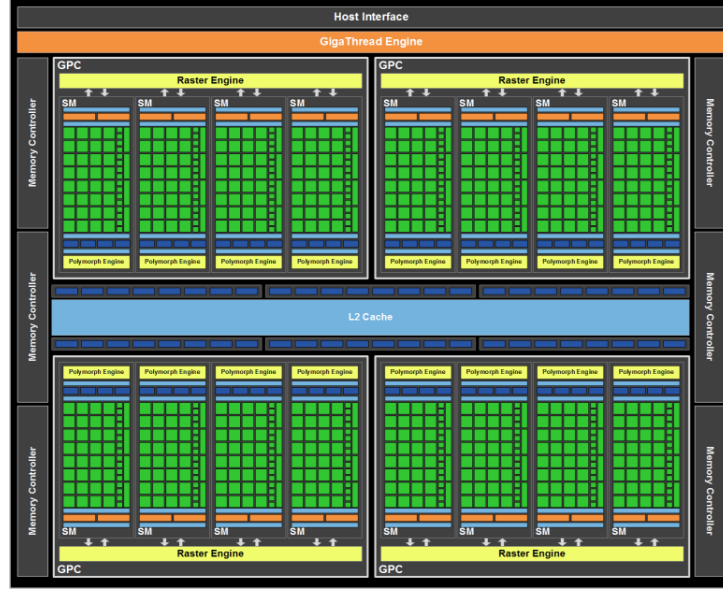 Host Interface
GigaThread Engine
GPC
GPC
Raster Engine
Raster Engine
SM SM SM SM
SM SM SM SM
Polymorph Engine Polymorph Engine Polymorph Engine Polymorph Engine
Polymorph Engine Polymorph Engine Polymorph Engine Polymorph Engine
Memory Controller
Memory Controller
Memory Controller
Memory Controller
L2 Cache
Polymorph Engine Polymorph Engine Polymorph Engine Polymorph Engine
Polymorph Engine Polymorph Engine Polymorph Engine Polymorph Engine
SM SM SM SM
SM SM SM SM
Raster Engine
Raster Engine
GPC
GPC
Memory Controller
Memory Controller